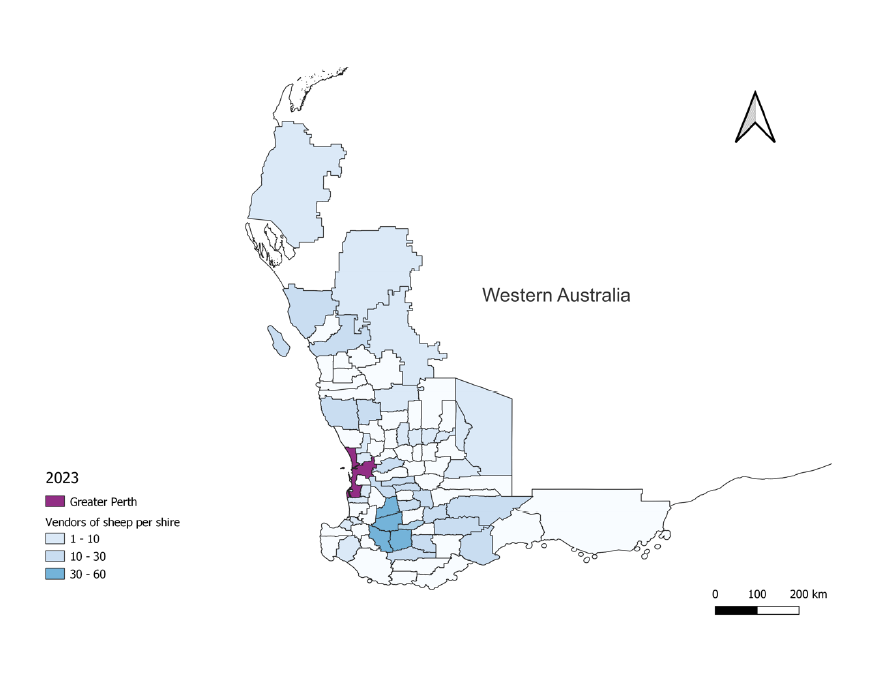 Western Australia
2023
Greater Perth
Vendors of sheep per shire
1 - 10
10 - 30
30 - 60
0 100 200 km